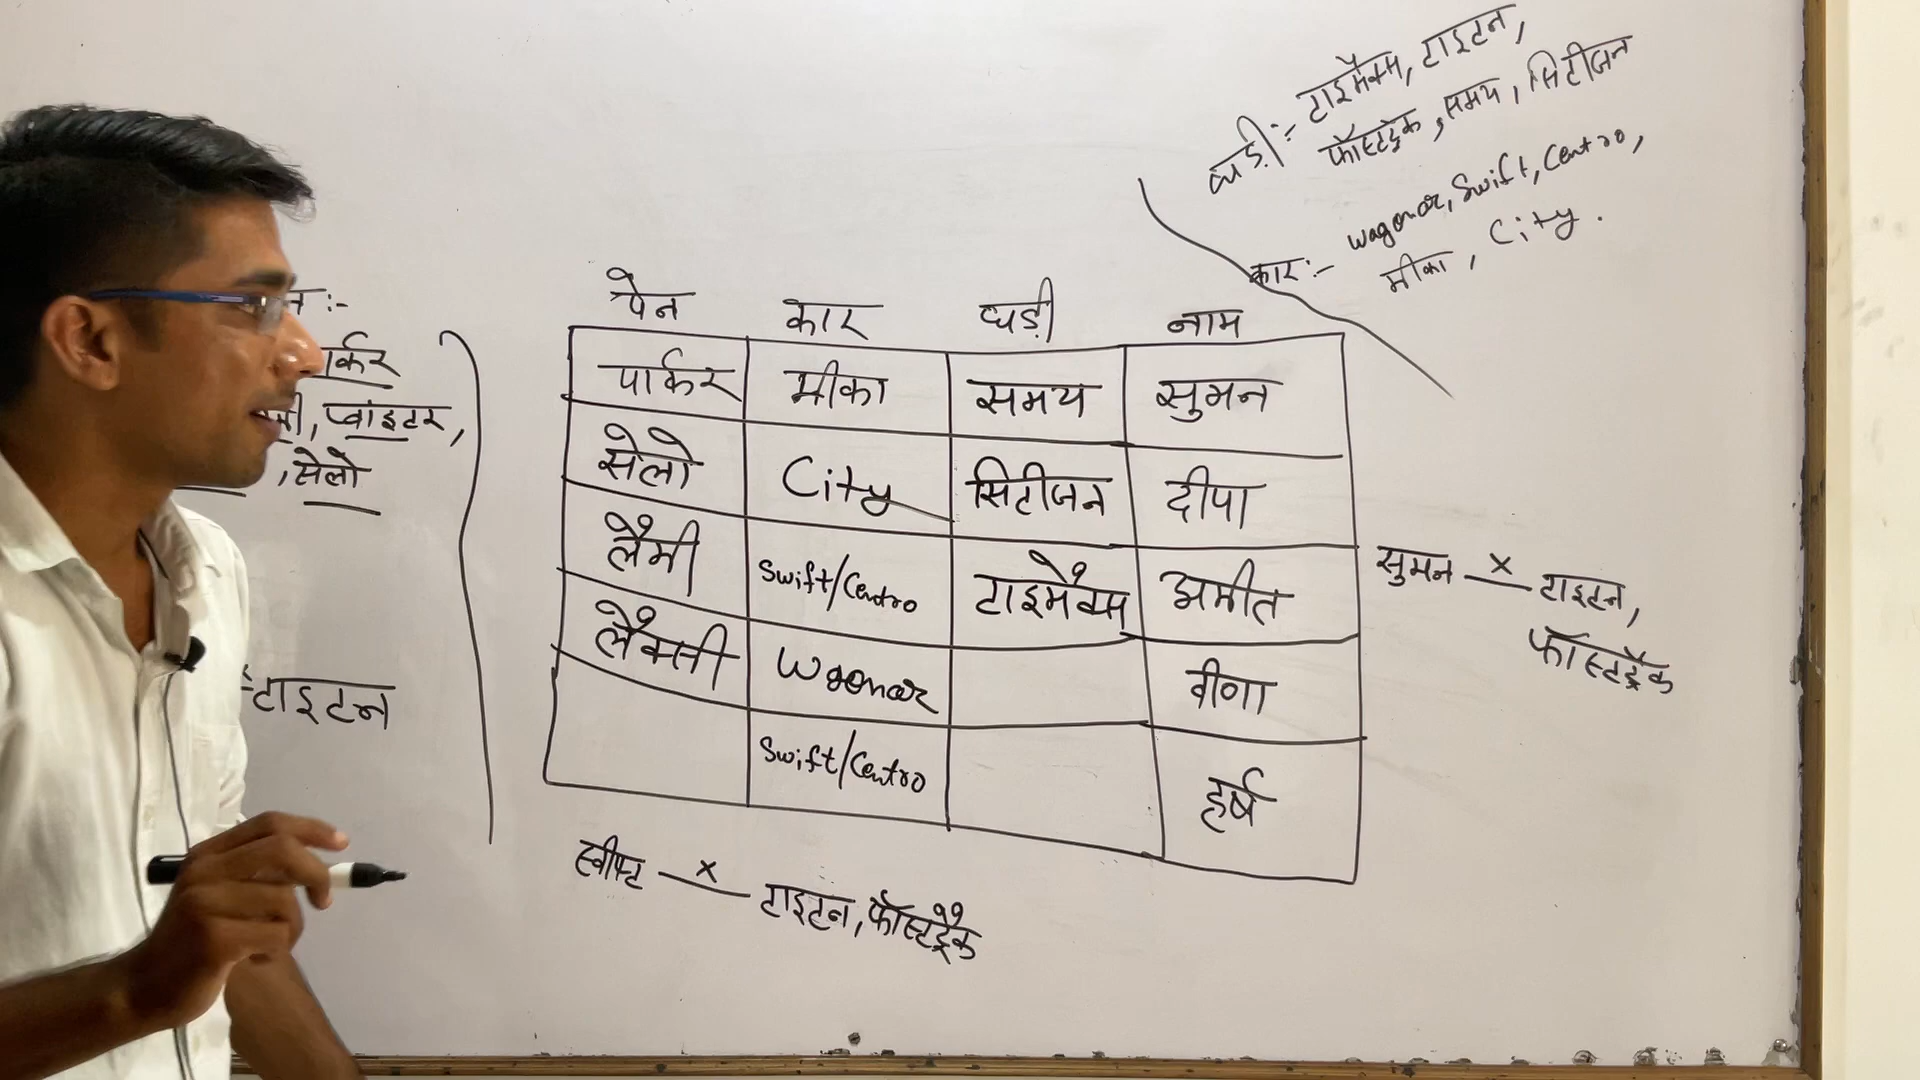 घड़ी:- टाइमैक्स, टाइटन,
फॉस्टट्रैक, समय, सिटीजन
कार:- wagonar, Swift, Centro,
मीका, City.
र्कर
, प्वाइंटर,
, सेलो
टाइटन
पेन कार घड़ी नाम
पार्कर मीका समय सुमन
सेलो City सिटीजन दीपा
लैमी Swift/Centro टाइमैक्स अमीत
लैक्सी Wgonar वीणा
Swift/Centro हर्ष
सुमन × टाइटन,
फॉस्टट्रैक
स्वीफ्ट × टाइटन, फॉस्टट्रैक